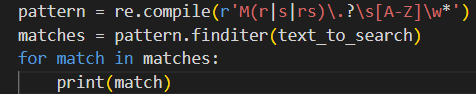 pattern = re.compile(r'M(r|s|rs)\.?\s[A-Z]\w*')
matches = pattern.finditer(text_to_search)
for match in matches:
    print(match)